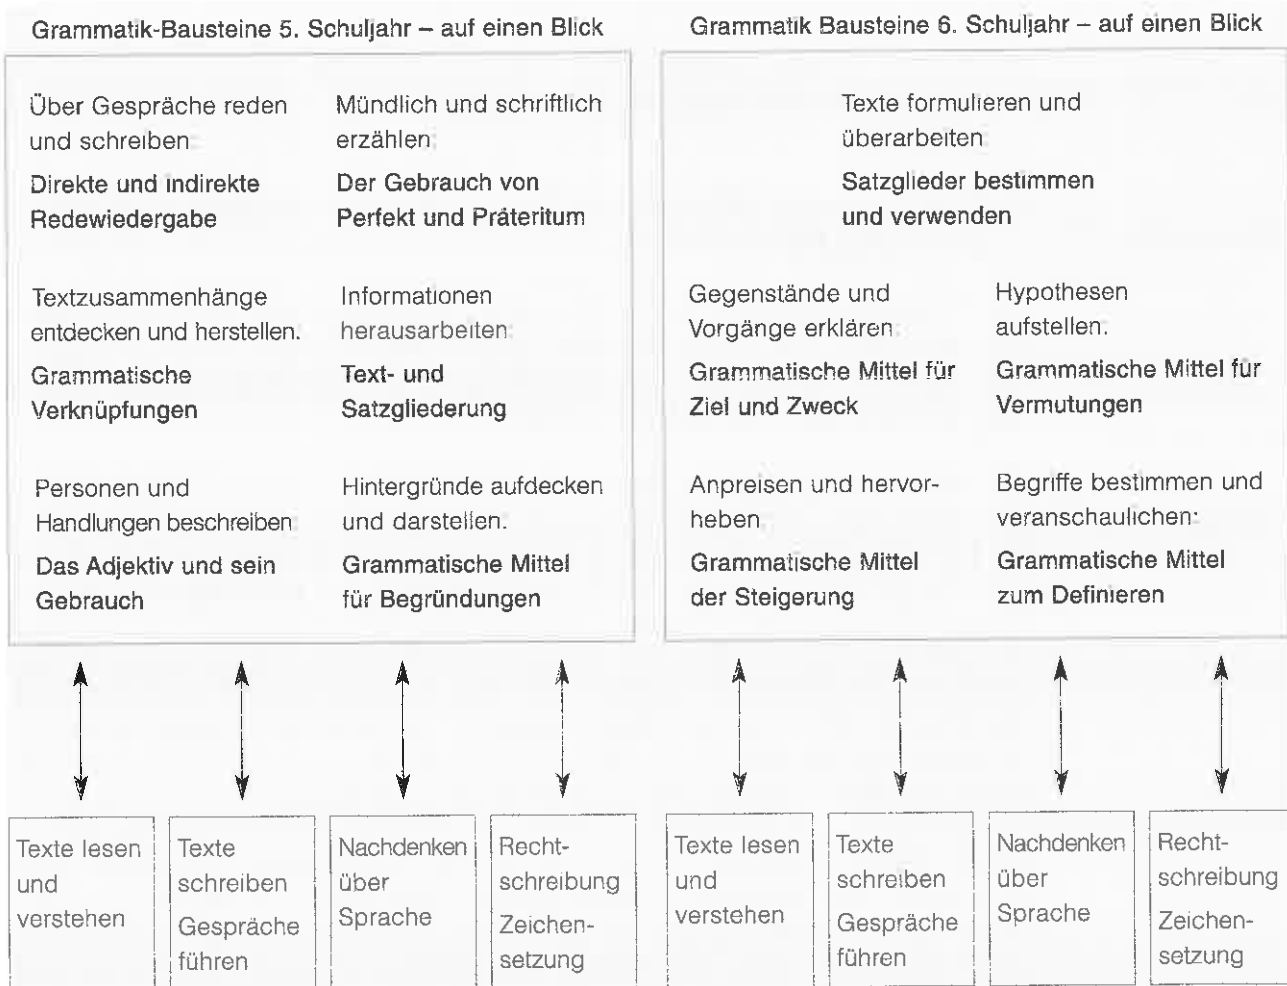 Grammatik-Bausteine 5. Schuljahr – auf einen Blick
Über Gespräche reden
und schreiben:
Direkte und indirekte
Redewiedergabe
Mündlich und schriftlich
erzählen:
Der Gebrauch von
Perfekt und Präteritum
Textzusammenhänge
entdecken und herstellen:
Grammatische
Verknüpfungen
Informationen
herausarbeiten:
Text- und
Satzgliederung
Personen und
Handlungen beschreiben:
Das Adjektiv und sein
Gebrauch
Hintergründe aufdecken
und darstellen:
Grammatische Mittel
für Begründungen
Texte lesen
und
verstehen
Texte
schreiben
Gespräche
führen
Nachdenken
über
Sprache
Recht-
schreibung
Zeichen-
setzung
Grammatik Bausteine 6. Schuljahr – auf einen Blick
Texte formulieren und
überarbeiten:
Satzglieder bestimmen
und verwenden
Gegenstände und
Vorgänge erklären:
Grammatische Mittel für
Ziel und Zweck
Hypothesen
aufstellen:
Grammatische Mittel für
Vermutungen
Anpreisen und hervor-
heben:
Grammatische Mittel
der Steigerung
Begriffe bestimmen und
veranschaulichen:
Grammatische Mittel
zum Definieren
Texte lesen
und
verstehen
Texte
schreiben
Gespräche
führen
Nachdenken
über
Sprache
Recht-
schreibung
Zeichen-
setzung